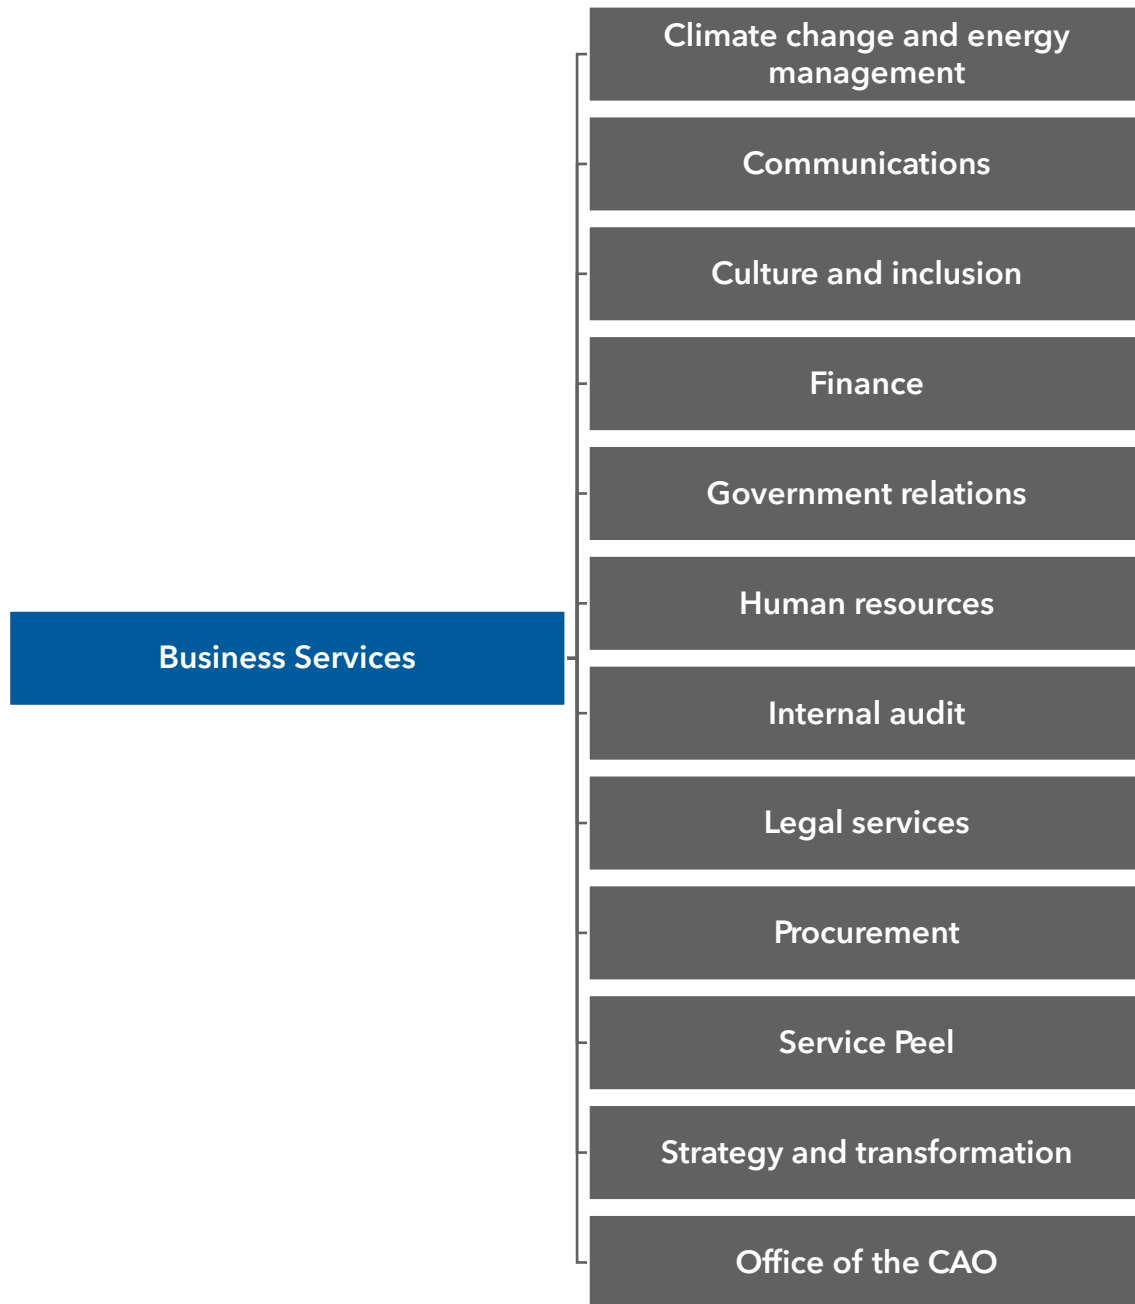 Climate change and energy
management
Communications
Culture and inclusion
Finance
Government relations
Human resources
Business Services
Internal audit
Legal services
Procurement
Service Peel
Strategy and transformation
Office of the CAO